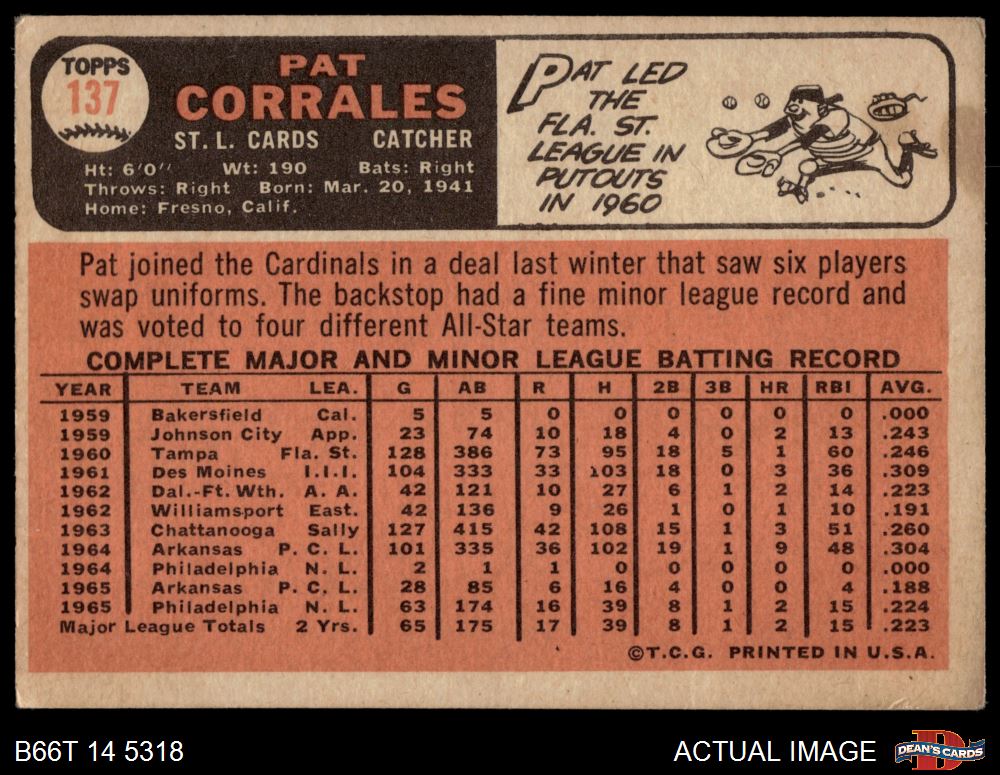 TOPPS
137
PAT
CORRALES
ST. L. CARDS CATCHER
Ht: 6'0" Wt: 190 Bats: Right
Throws: Right Born: Mar. 20, 1941
Home: Fresno, Calif.
PAT LED
THE
FLA. ST.
LEAGUE IN
PUTOUTS
IN 1960
Pat joined the Cardinals in a deal last winter that saw six players
swap uniforms. The backstop had a fine minor league record and
was voted to four different All-Star teams.
COMPLETE MAJOR AND MINOR LEAGUE BATTING RECORD
YEAR TEAM LEA. G AB R H 2B 3B HR RBI AVG.
1959 Bakersfield Cal. 5 5 0 0 0 0 0 0 .000
1959 Johnson City App. 23 74 10 18 4 0 2 13 .243
1960 Tampa Fla. St. 128 386 73 95 18 5 1 60 .246
1961 Des Moines I.I.I. 104 333 33 103 18 0 3 36 .309
1962 Dal.-Ft. Wth. A. A. 42 121 10 27 6 1 2 14 .223
1962 Williamsport East. 42 136 9 26 1 0 1 10 .191
1963 Chattanooga Sally 127 415 42 108 15 1 3 51 .260
1964 Arkansas P. C. L. 101 335 36 102 19 1 9 48 .304
1964 Philadelphia N. L. 2 1 1 0 0 0 0 0 .000
1965 Arkansas P. C. L. 28 85 6 16 4 0 0 4 .188
1965 Philadelphia N. L. 63 174 16 39 8 1 2 15 .224
Major League Totals 2 Yrs. 65 175 17 39 8 1 2 15 .223
©T.C.G. PRINTED IN U.S.A.
B66T 14 5318
ACTUAL IMAGE
DEAN'S CARDS